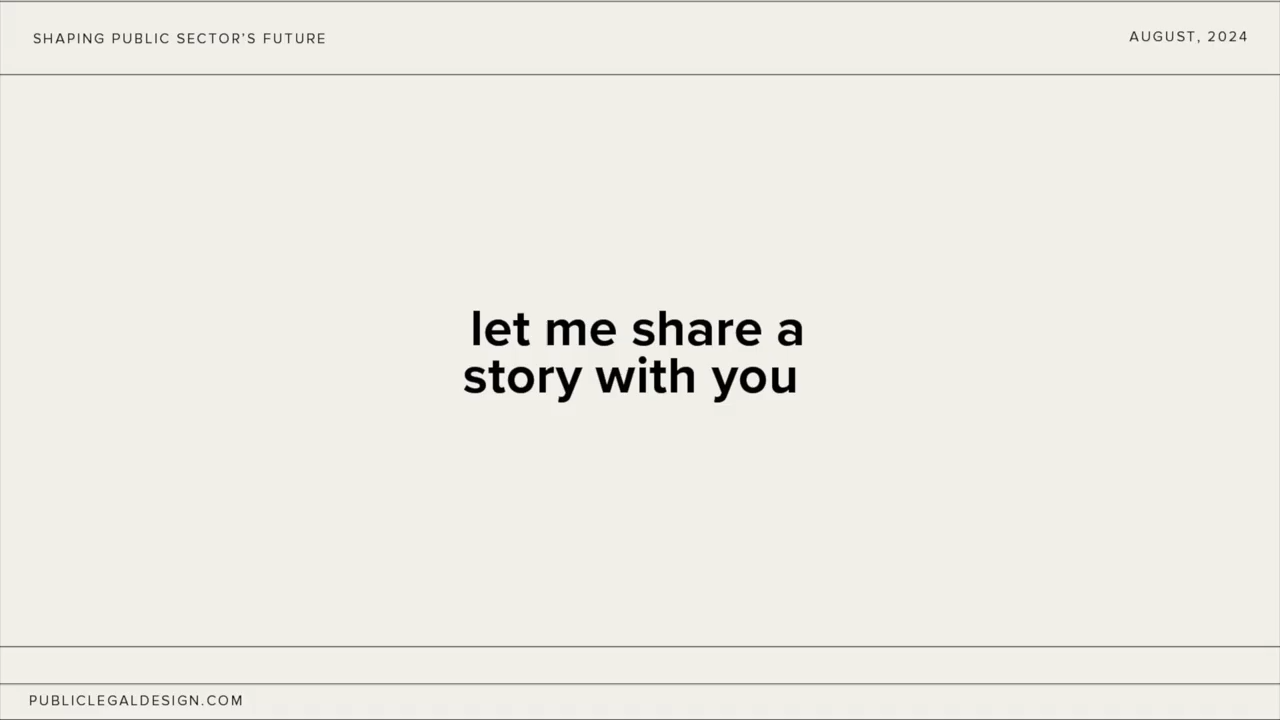 SHAPING PUBLIC SECTOR'S FUTURE
AUGUST, 2024
let me share a
story with you
PUBLICLEGALDESIGN.COM